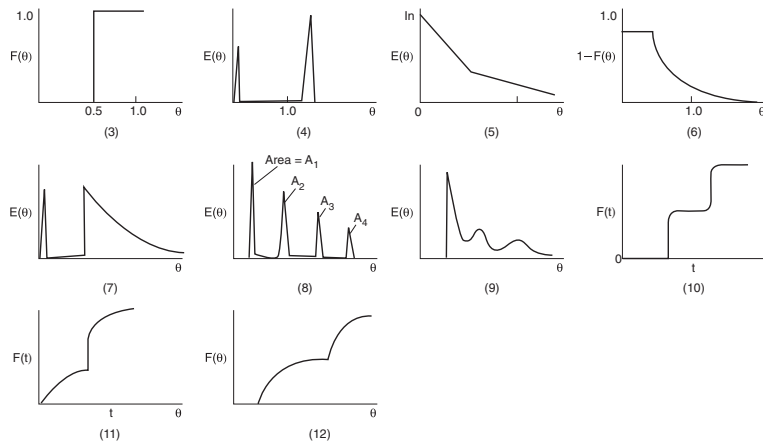 1.0
F(θ)
0.5
1.0
θ
(3)
E(θ)
1.0
θ
(4)
ln
E(θ)
0
θ
(5)
1.0
1–F(θ)
1.0
θ
(6)
E(θ)
θ
(7)
Area = A1
A2
A3
A4
E(θ)
θ
(8)
E(θ)
θ
(9)
F(t)
0
t
(10)
F(t)
t
θ
(11)
F(θ)
θ
(12)